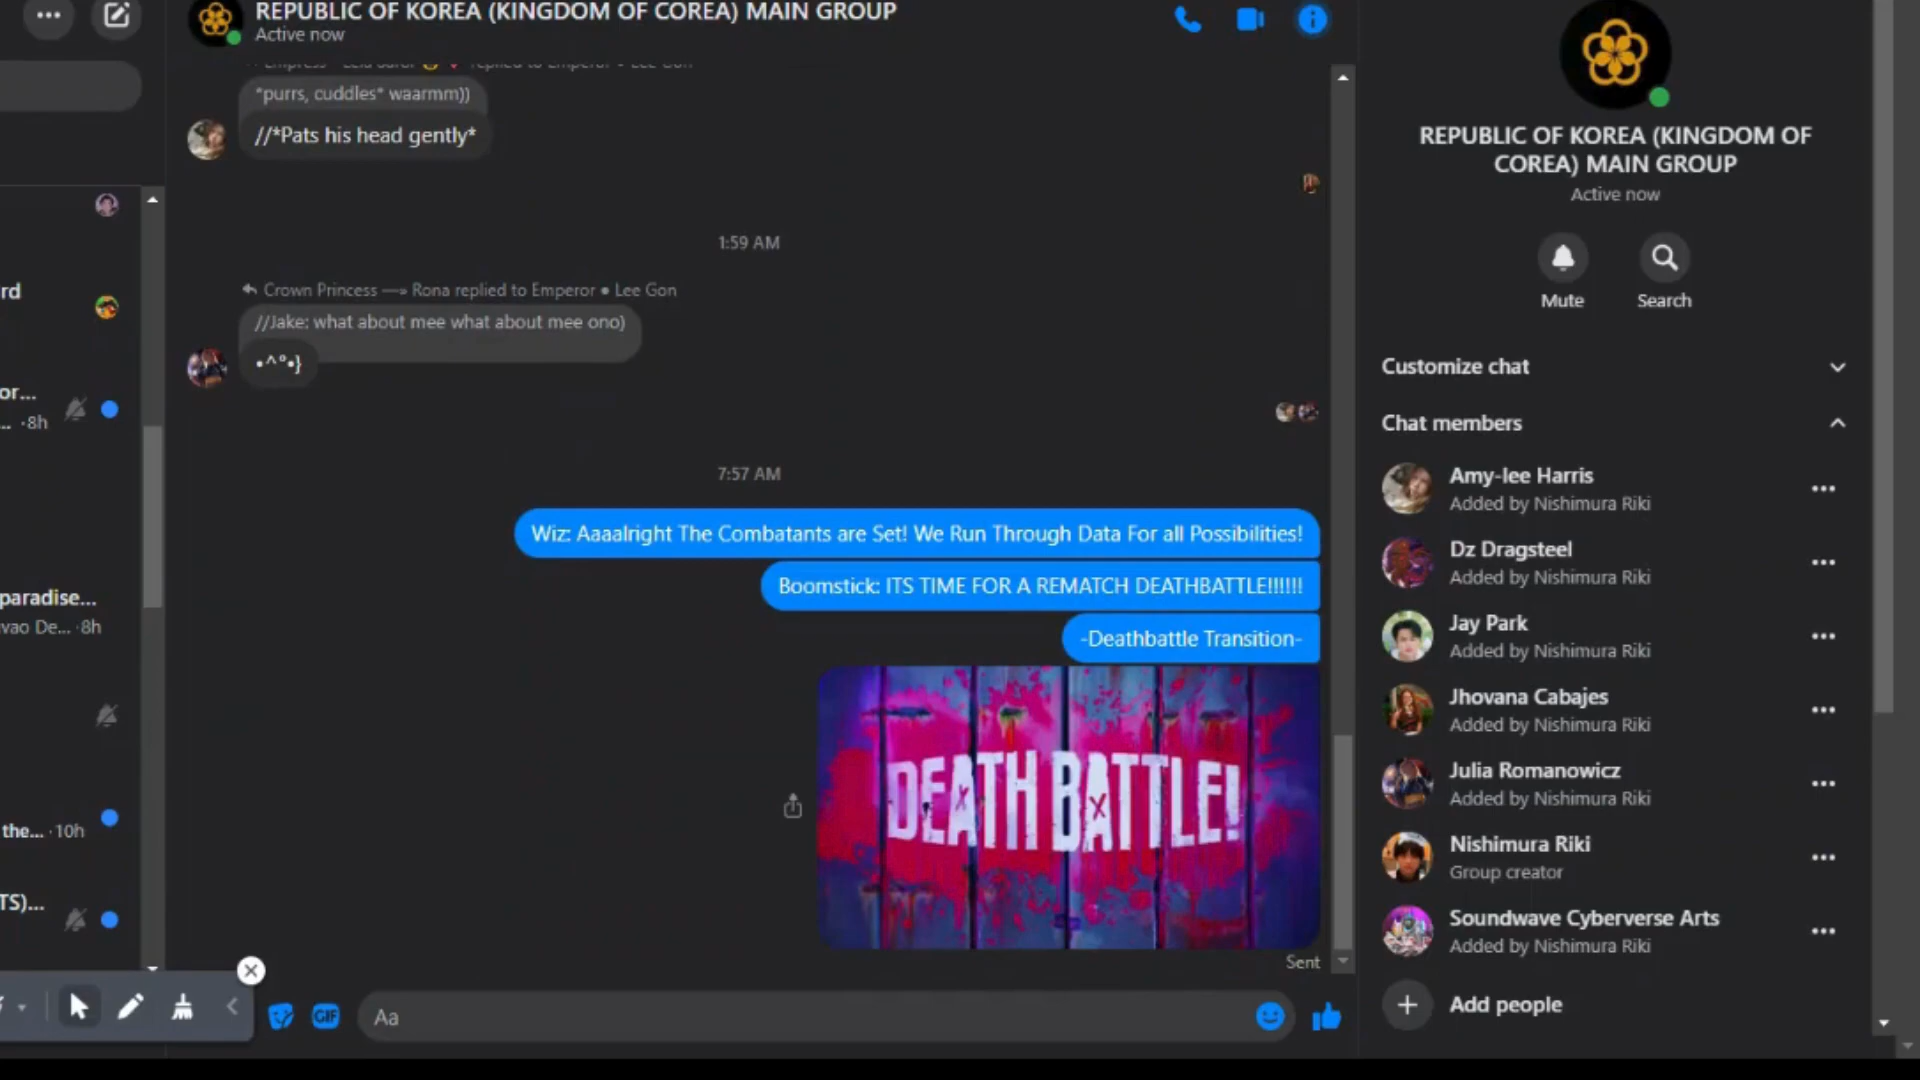 REPUBLIC OF KOREA (KINGDOM OF COREA) MAIN GROUP
Active now
*purrs, cuddles* waarmm))
//*Pats his head gently*
1:59 AM
Crown Princess —» Rona replied to Emperor ● Lee Gon
//Jake: what about mee what about mee ono)
•^°•}
7:57 AM
Wiz: Aaaalright The Combatants are Set! We Run Through Data For all Possibilities!
Boomstick: ITS TIME FOR A REMATCH DEATHBATTLE!!!!!!
-Deathbattle Transition-
DEATH BATTLE!
Sent
GIF
Aa
rd
or...
... ·8h
paradise...
vao De... ·8h
the... ·10h
TS)...
REPUBLIC OF KOREA (KINGDOM OF
COREA) MAIN GROUP
Active now
Mute
Search
Customize chat
Chat members
Amy-lee Harris
Added by Nishimura Riki
Dz Dragsteel
Added by Nishimura Riki
Jay Park
Added by Nishimura Riki
Jhovana Cabajes
Added by Nishimura Riki
Julia Romanowicz
Added by Nishimura Riki
Nishimura Riki
Group creator
Soundwave Cyberverse Arts
Added by Nishimura Riki
Add people